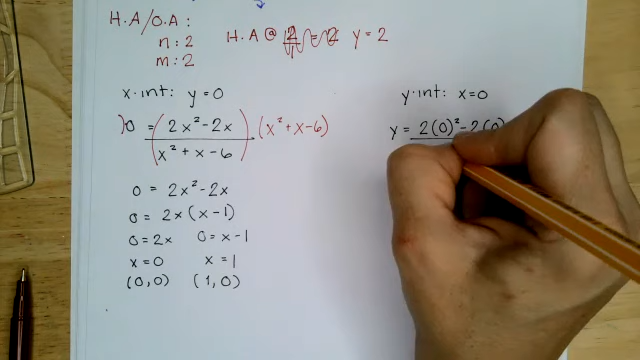 H.A/O.A:
n: 2
m: 2
H.A @ y = 2
x-int: y=0
0 = (2x²-2x) (x²+x-6)
(x²+x-6)
0 = 2x²-2x
0 = 2x(x-1)
0=2x 0=x-1
x=0 x=1
(0,0) (1,0)
y-int: x=0
y = 2(0)²-2(0)